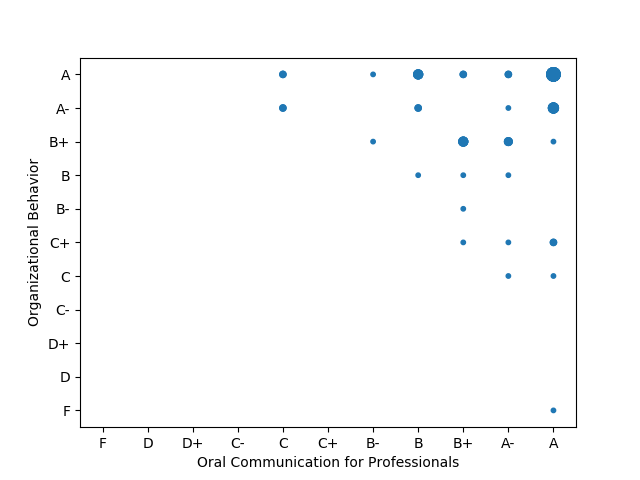 Organizational Behavior
A
A-
B+
B
B-
C+
C
C-
D+
D
F
F D D+ C- C C+ B- B B+ A- A
Oral Communication for Professionals